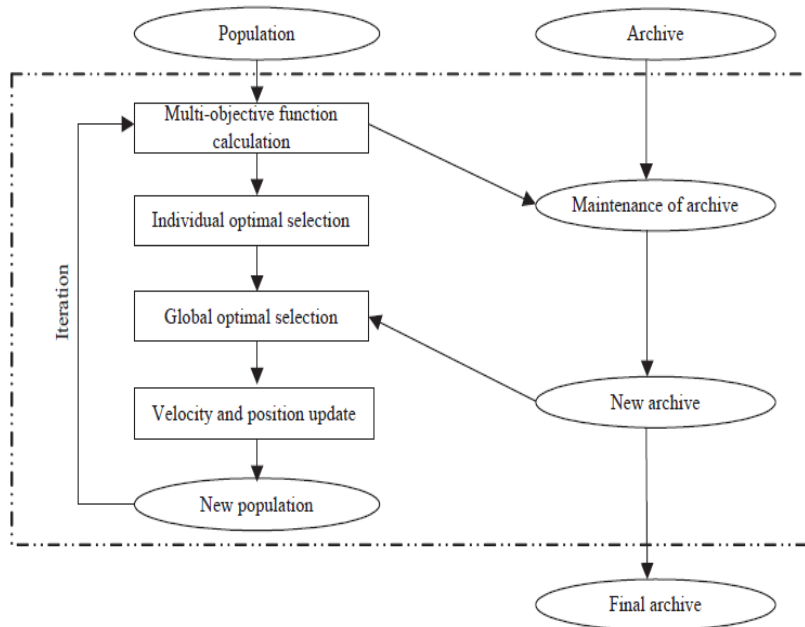 Population
Archive
Multi-objective function
calculation
Individual optimal selection
Maintenance of archive
Iteration
Global optimal selection
Velocity and position update
New archive
New population
Final archive